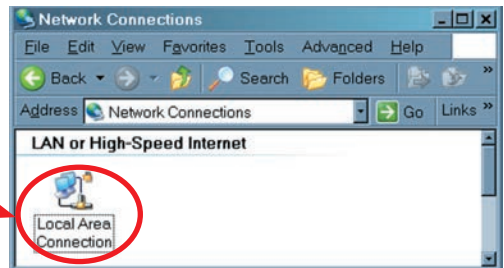 Network Connections
File Edit View Favorites Tools Advanced Help
Back Search Folders »
Address Network Connections Go Links »
LAN or High-Speed Internet
Local Area
Connection